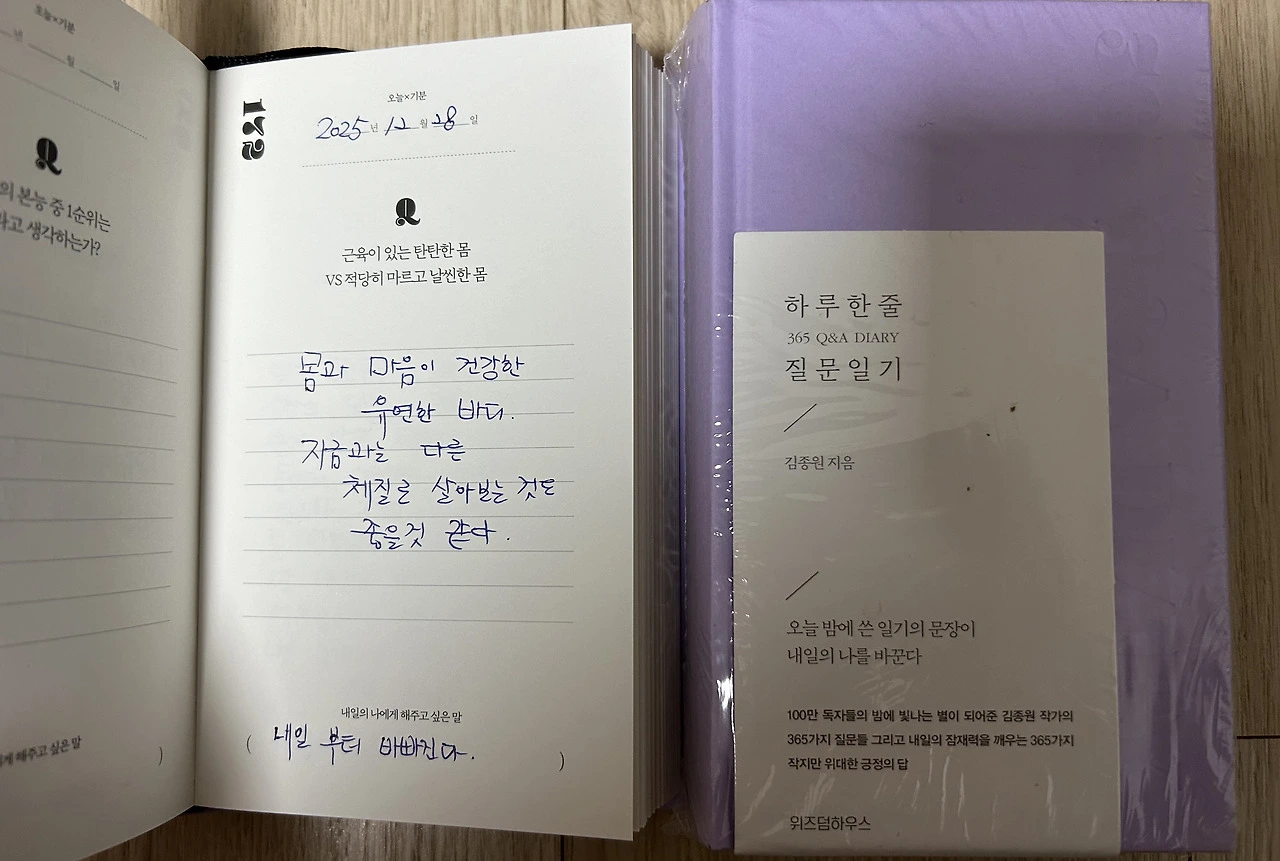 오늘×기분
년 월 일
Q
의 본능 중 1순위는
라고 생각하는가?
에게 해주고 싶은 말
)
172
오늘×기분
2025년 12월 28일
Q
근육이 있는 탄탄한 몸
VS 적당히 마르고 날씬한 몸
몸과 마음이 건강한
유연한 바디.
지금과는 다른
체질로 살아보는 것도
좋을것 같다.
내일의 나에게 해주고 싶은 말
( 내일 부터 바빠진다. )
하루 한 줄
365 Q&A DIARY
질문 일기
김종원 지음
오늘 밤에 쓴 일기의 문장이
내일의 나를 바꾼다
100만 독자들의 밤에 빛나는 별이 되어준 김종원 작가의
365가지 질문들 그리고 내일의 잠재력을 깨우는 365가지
작지만 위대한 긍정의 답
위즈덤하우스